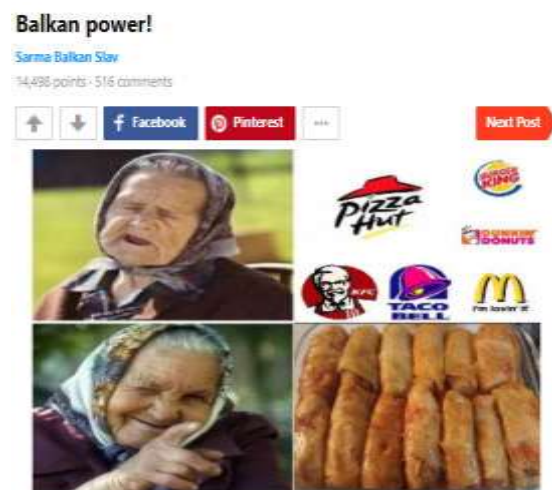 Balkan power!
Sarma Balkan Slav
14,498 points · 516 comments
Facebook
Pinterest
Next Post
Pizza
Hut
BURGER
KING
DUNKIN'
DONUTS
KFC
TACO
BELL
i'm lovin' it